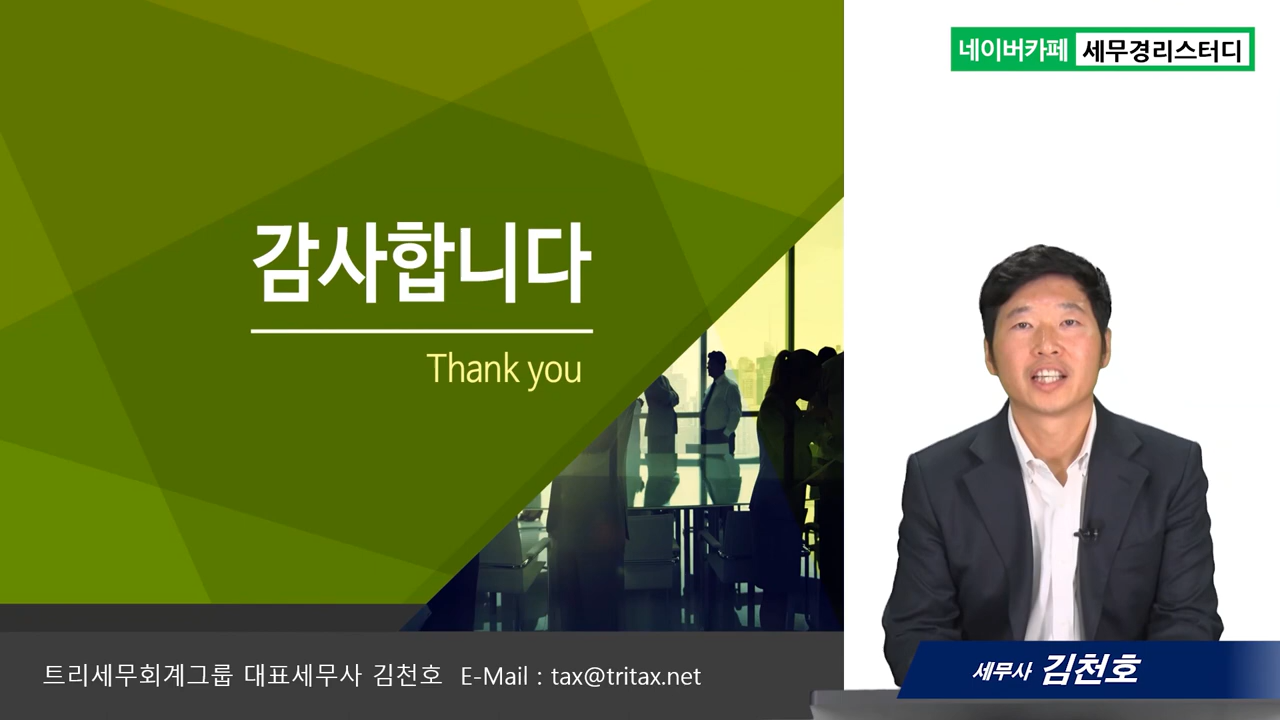 네이버카페 세무경리스터디
감사합니다
Thank you
트리세무회계그룹 대표세무사 김천호 E-Mail : tax@tritax.net
세무사 김천호